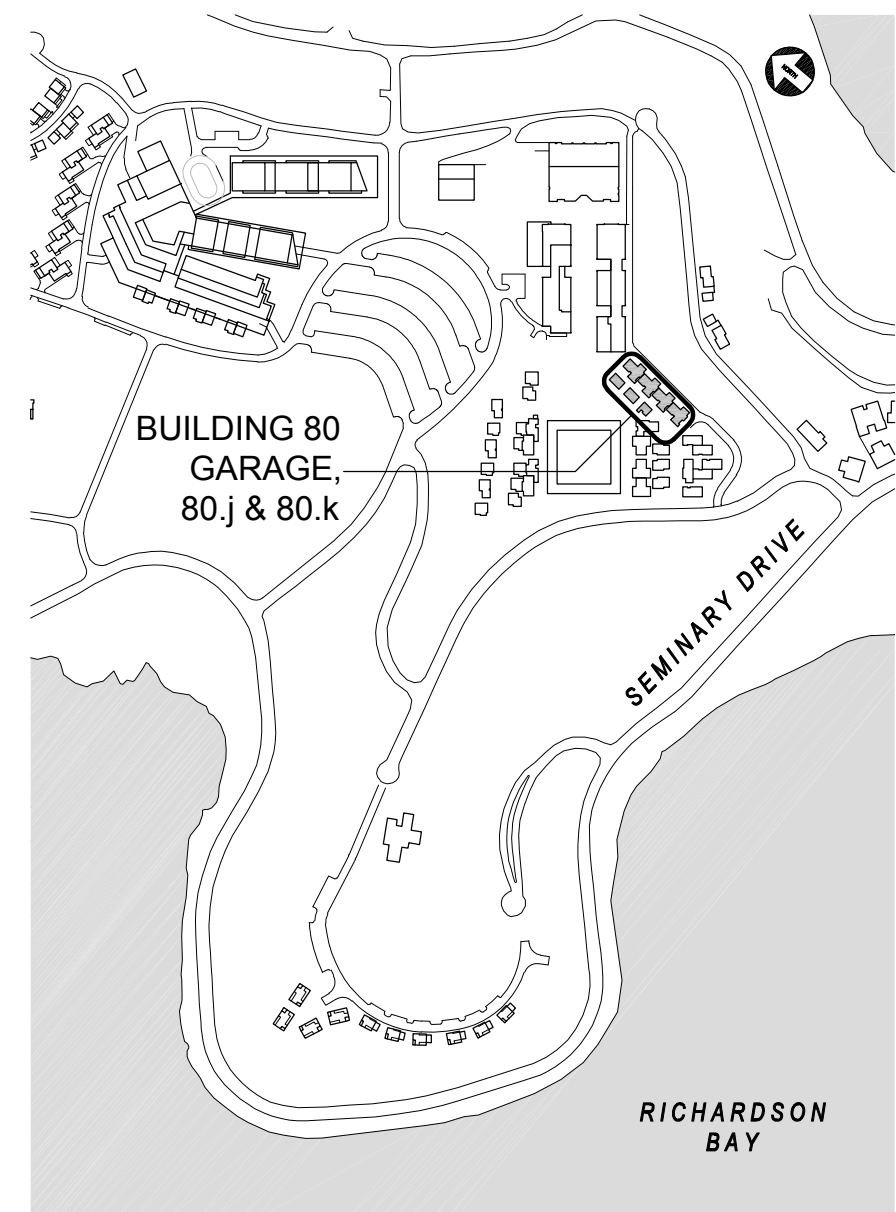 NORTH
BUILDING 80
GARAGE,
80.j & 80.k
SEMINARY DRIVE
RICHARDSON
BAY